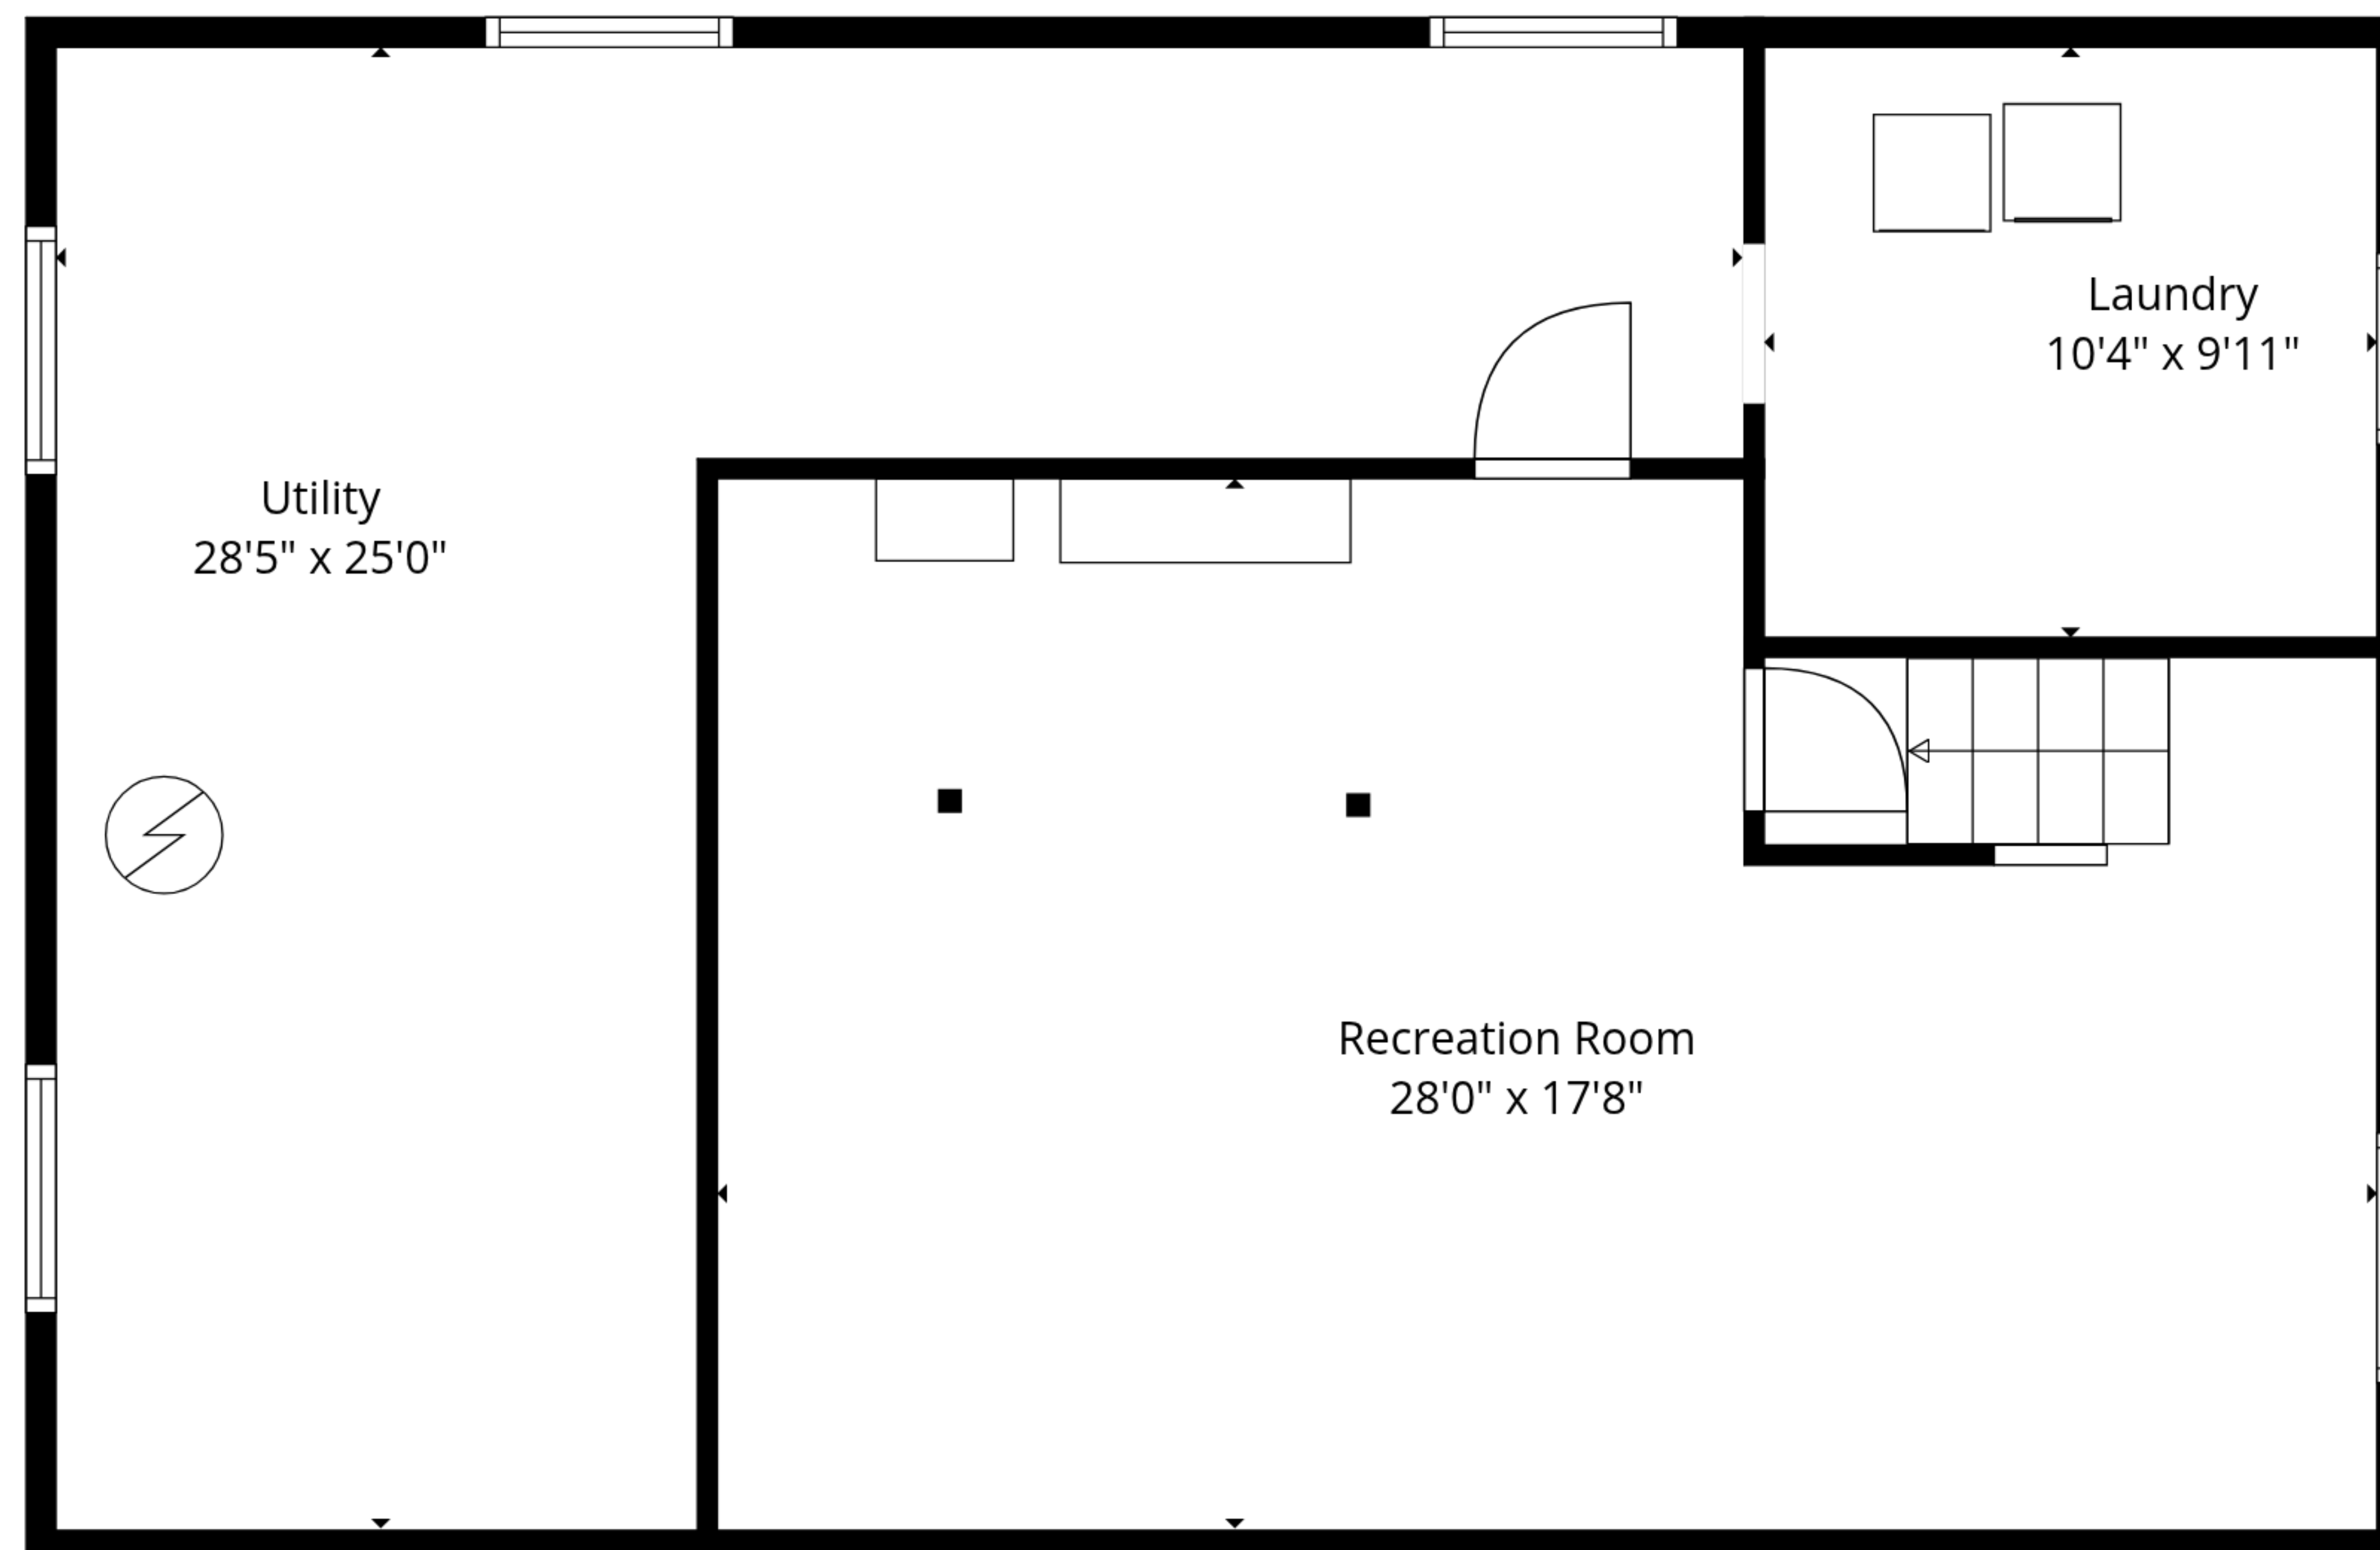 Laundry
10'4" x 9'11"
Utility
28'5" x 25'0"
Recreation Room
28'0" x 17'8"